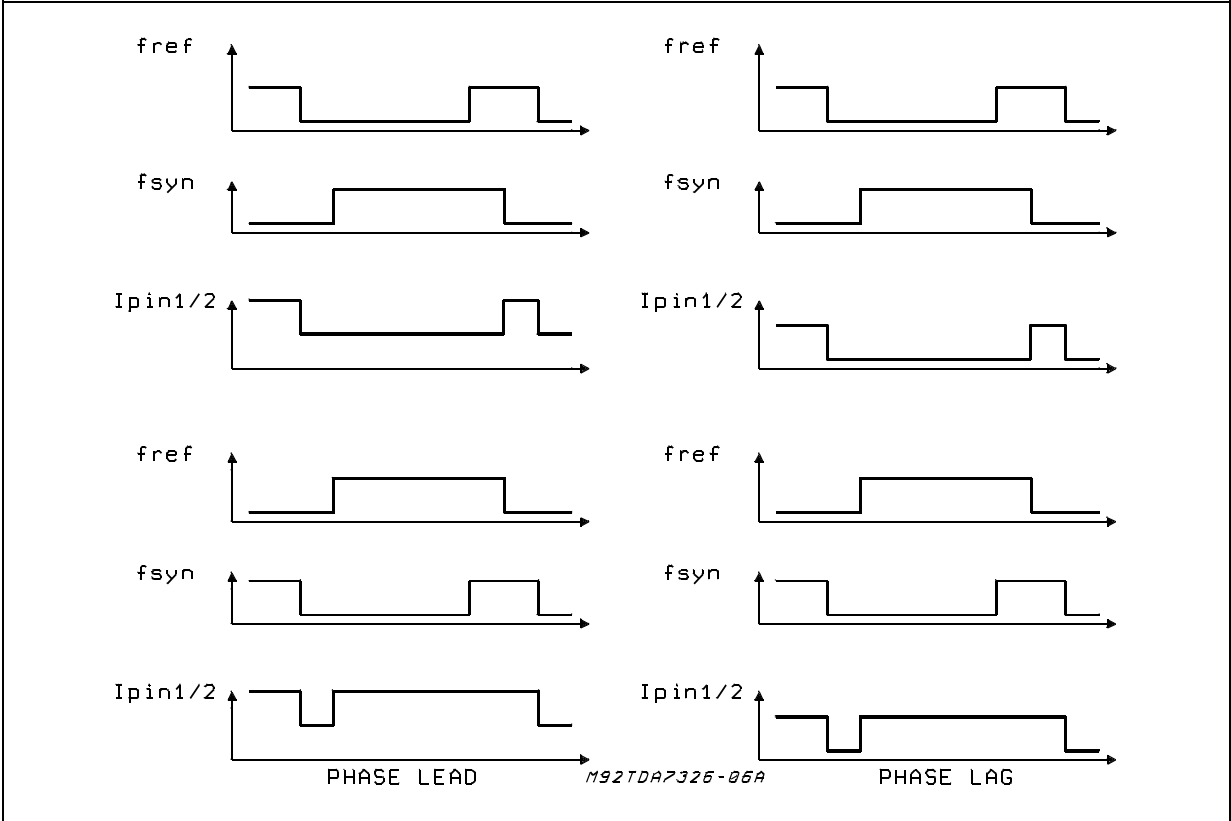 fref fref
fsyn fsyn
Ipin1/2 Ipin1/2
fref fref
fsyn fsyn
Ipin1/2 Ipin1/2
PHASE LEAD M92TDA7326-06A PHASE LAG